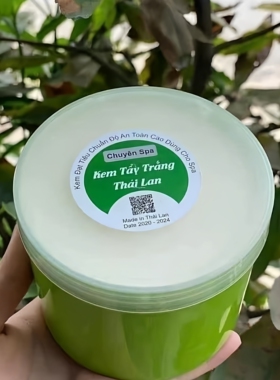 Kem Đạt Tiêu Chuẩn Độ An Toàn Cao Dùng Cho Spa
Chuyên Spa
Kem Tẩy Trắng
Thái Lan
Made in Thái Lan
Date 2020 - 2024